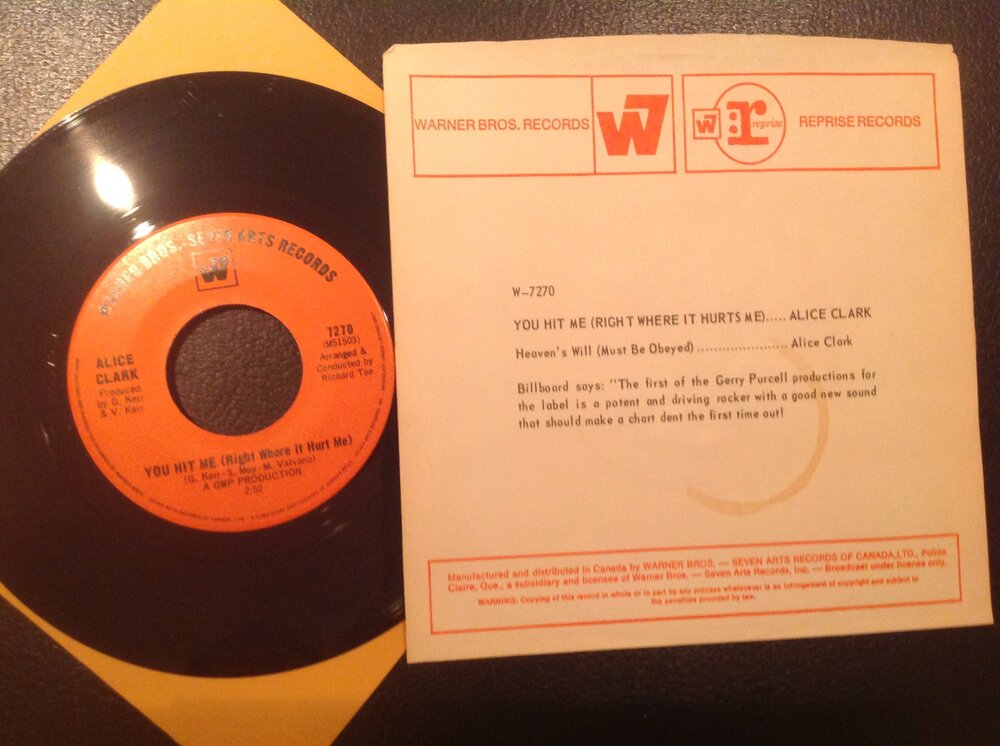 WARNER BROS.-SEVEN ARTS RECORDS
W7
7270
(M51503)
Arranged &
Conducted by
Richard Tee
ALICE
CLARK
Produced
by G. Kerr
& V. Kerr
YOU HIT ME (Right Where it Hurt Me)
(G. Kerr - S. Moy - M. Valvano)
A GWP PRODUCTION
2:52
WARNER BROS. RECORDS
W7
W7
:r
reprise
REPRISE RECORDS
W-7270
YOU HIT ME (RIGHT WHERE IT HURTS ME)..... ALICE CLARK
Heaven's Will (Must Be Obeyed) ...................... Alice Clark
Billboard says: "The first of the Gerry Purcell productions for
the label is a potent and driving rocker with a good new sound
that should make a chart dent the first time out!
Manufactured and distributed in Canada by WARNER BROS. — SEVEN ARTS RECORDS OF CANADA, LTD., Pointe
Claire, Que., a subsidiary and licensee of Warner Bros. — Seven Arts Records, Inc. — Broadcast under license only.
WARNING: Copying of this record in whole or in part by any process whatsoever is an infringement of copyright and subject to
the penalties provided by law.